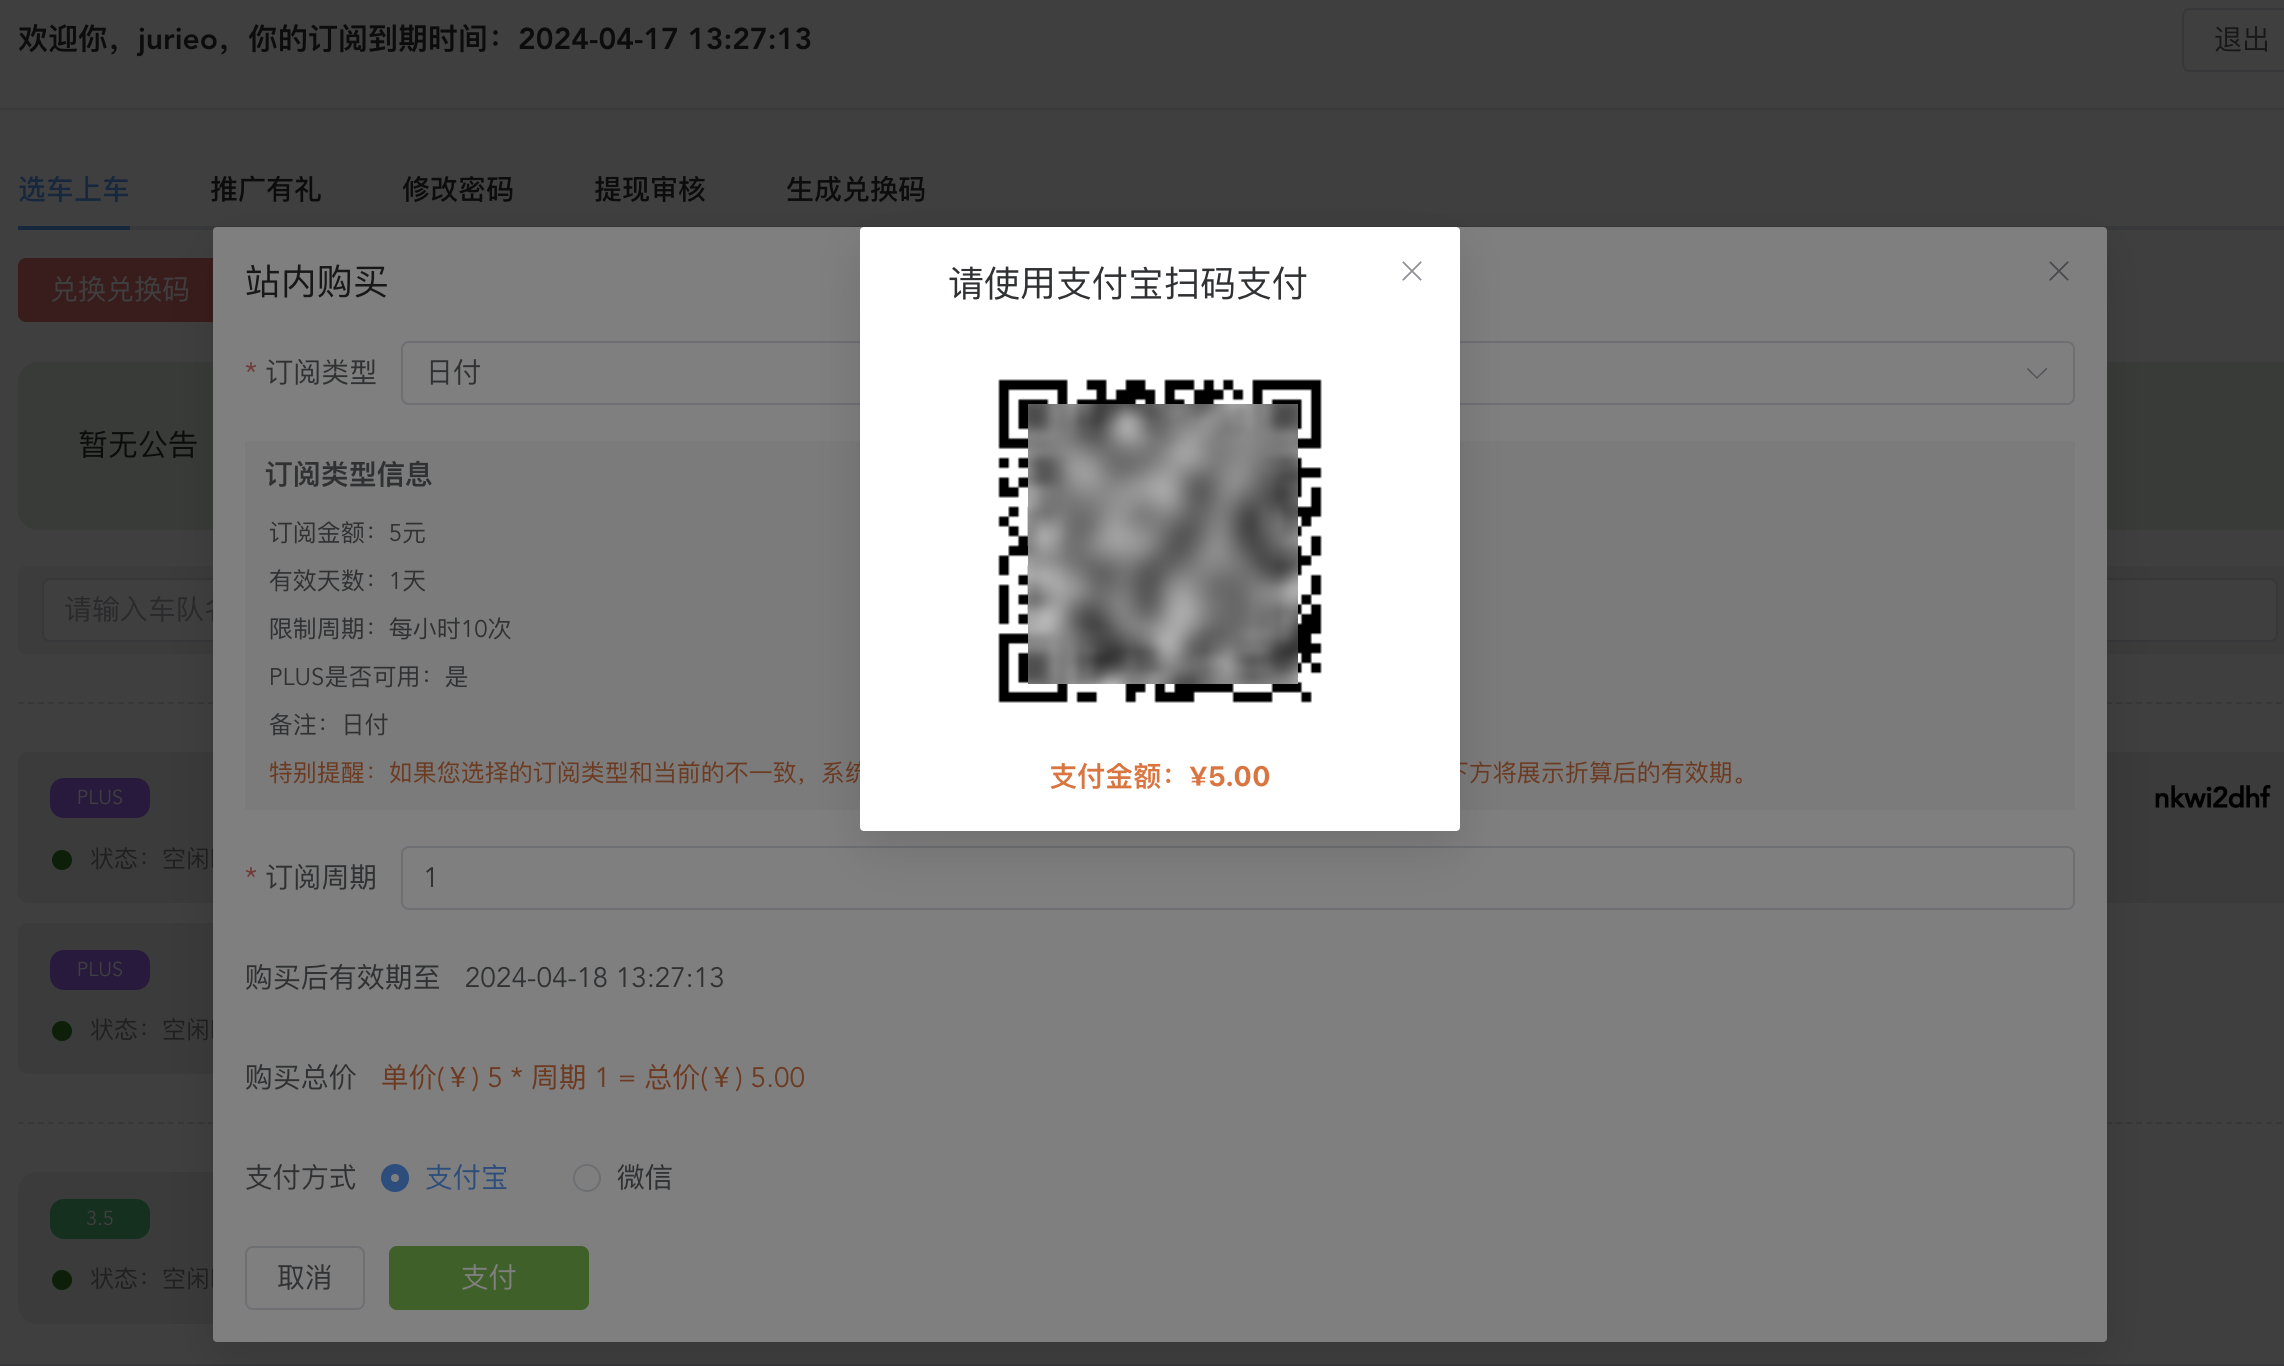 欢迎你，jurieo，你的订阅到期时间：2024-04-17 13:27:13
退出
选车上车 推广有礼 修改密码 提现审核 生成兑换码
兑换兑换码
暂无公告
请输入车队
PLUS
状态：空闲
nkwi2dhf
PLUS
状态：空闲
3.5
状态：空闲
站内购买
* 订阅类型 日付
订阅类型信息
订阅金额：5元
有效天数：1天
限制周期：每小时10次
PLUS是否可用：是
备注：日付
特别提醒：如果您选择的订阅类型和当前的不一致，系统 下方将展示折算后的有效期。
* 订阅周期 1
购买后有效期至 2024-04-18 13:27:13
购买总价 单价(￥) 5 * 周期 1 = 总价(￥) 5.00
支付方式 支付宝 微信
取消 支付
请使用支付宝扫码支付
支付金额：¥5.00